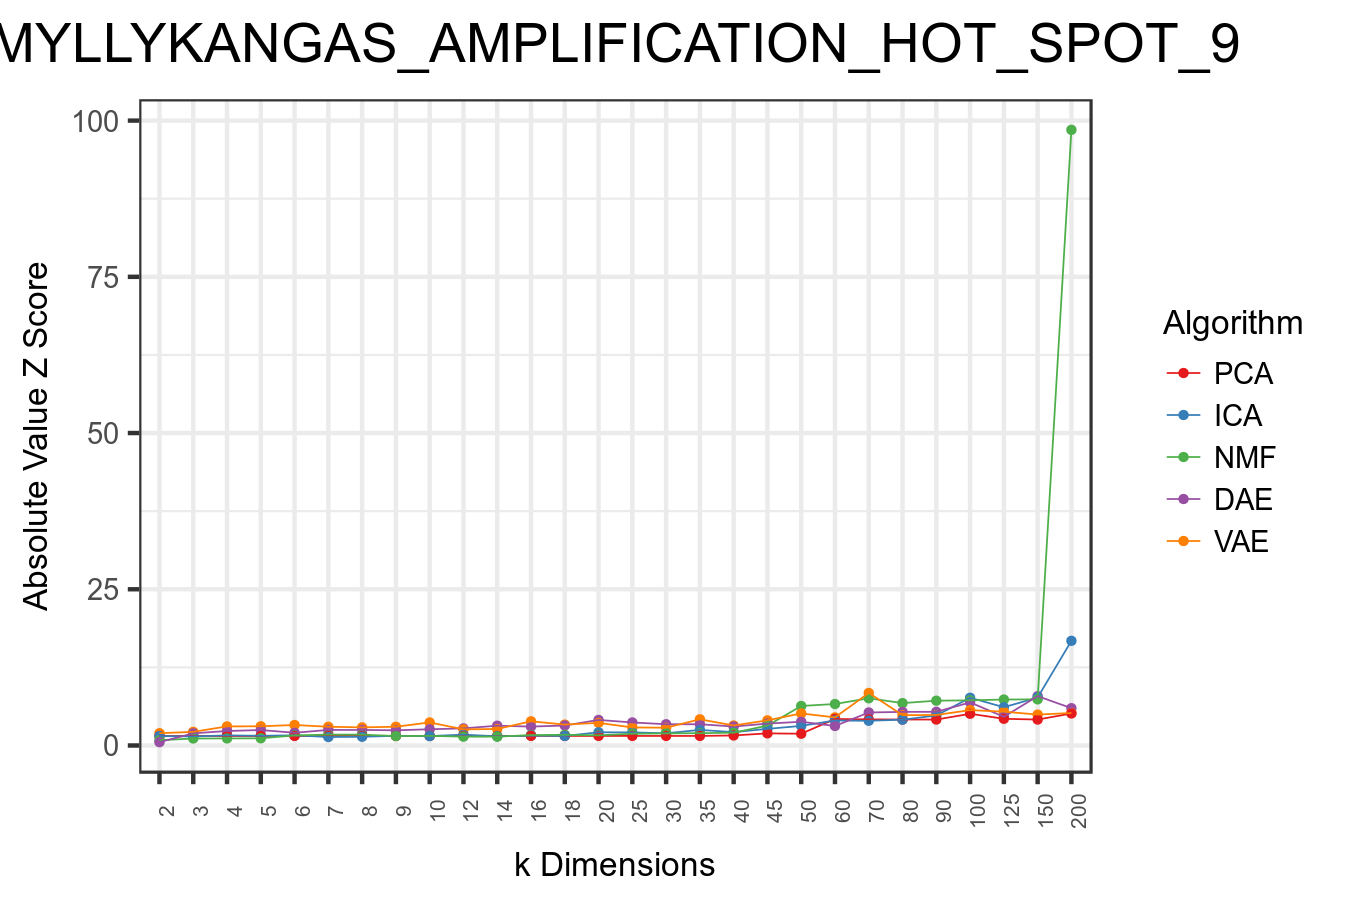 MYLLYKANGAS_AMPLIFICATION_HOT_SPOT_9
Absolute Value Z Score
100
75
50
25
0
2 3 4 5 6 7 8 9 10 12 14 16 18 20 25 30 35 40 45 50 60 70 80 90 100 125 150 200
k Dimensions
Algorithm
PCA
ICA
NMF
DAE
VAE